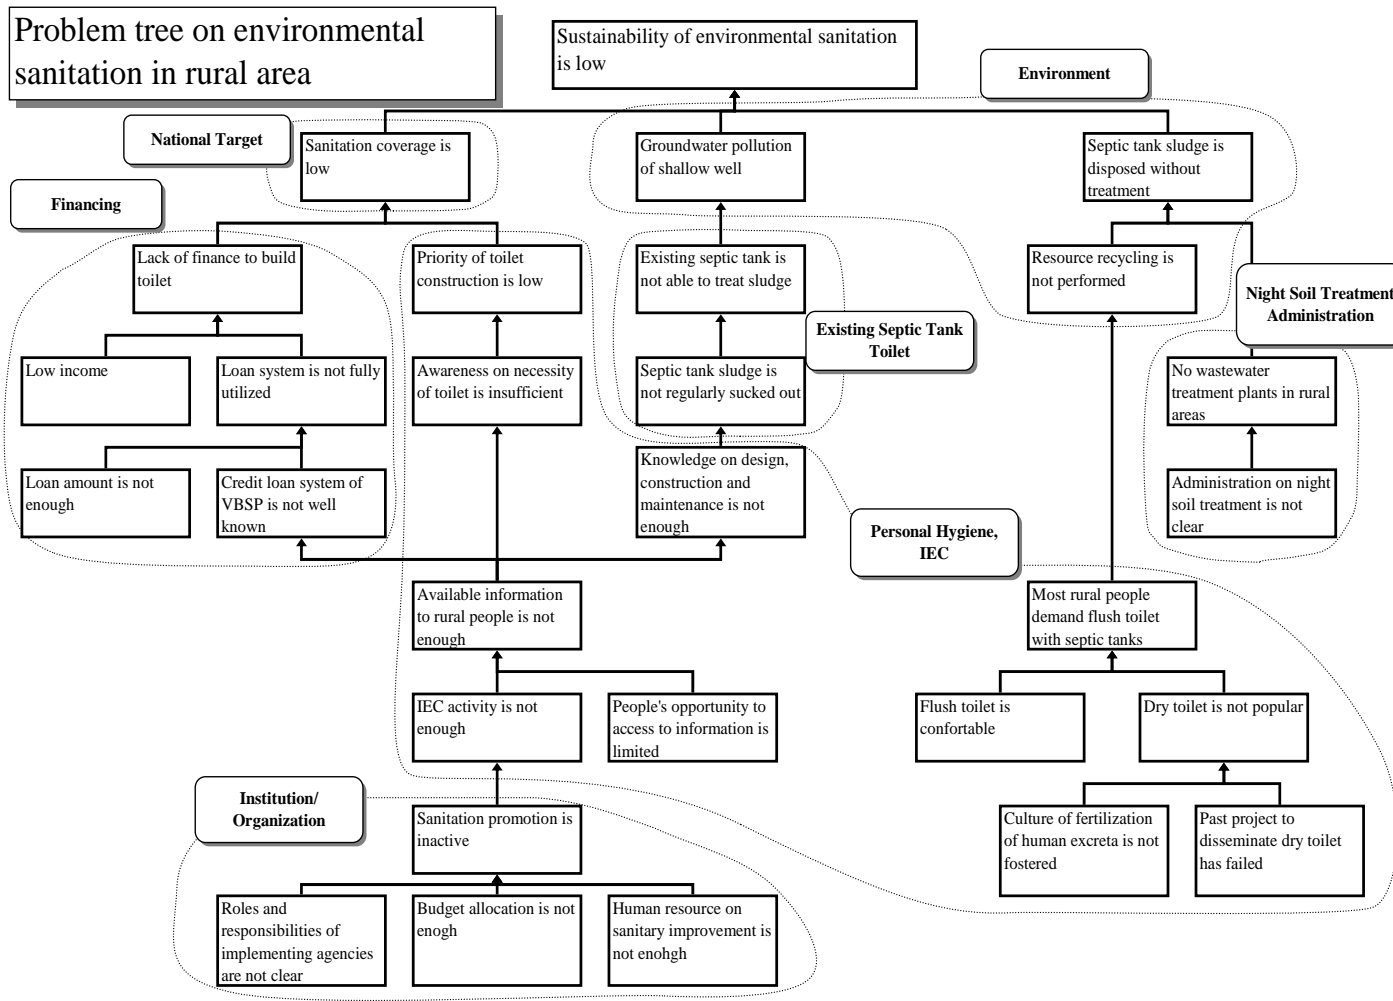 Problem tree on environmental
sanitation in rural area
Sustainability of environmental sanitation
is low
Environment
National Target
Sanitation coverage is
low
Groundwater pollution
of shallow well
Septic tank sludge is
disposed without
treatment
Financing
Lack of finance to build
toilet
Priority of toilet
construction is low
Existing septic tank is
not able to treat sludge
Resource recycling is
not performed
Night Soil Treatment
Administration
Existing Septic Tank
Toilet
Low income
Loan system is not fully
utilized
Awareness on necessity
of toilet is insufficient
Septic tank sludge is
not regularly sucked out
No wastewater
treatment plants in rural
areas
Loan amount is not
enough
Credit loan system of
VBSP is not well
known
Knowledge on design,
construction and
maintenance is not
enough
Administration on night
soil treatment is not
clear
Personal Hygiene,
IEC
Available information
to rural people is not
enough
Most rural people
demand flush toilet
with septic tanks
IEC activity is not
enough
People's opportunity to
access to information is
limited
Flush toilet is
confortable
Dry toilet is not popular
Institution/
Organization
Sanitation promotion is
inactive
Culture of fertilization
of human excreta is not
fostered
Past project to
disseminate dry toilet
has failed
Roles and
responsibilities of
implementing agencies
are not clear
Budget allocation is not
enogh
Human resource on
sanitary improvement is
not enohgh